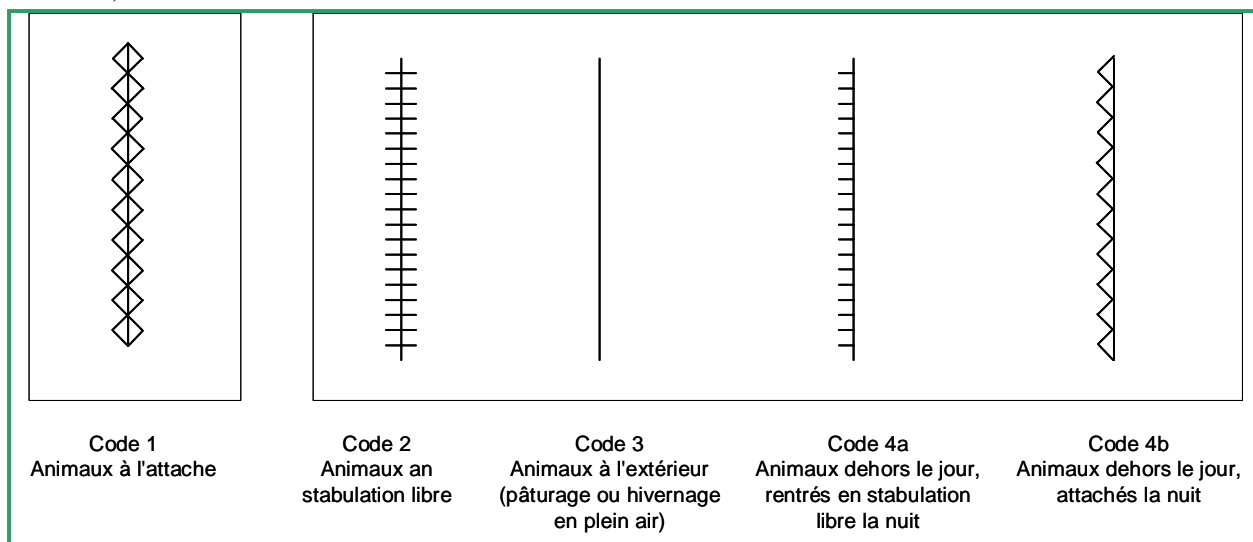 Code 1
Animaux à l'attache
Code 2
Animaux an
stabulation libre
Code 3
Animaux à l'extérieur
(pâturage ou hivernage
en plein air)
Code 4a
Animaux dehors le jour,
rentrés en stabulation
libre la nuit
Code 4b
Animaux dehors le jour,
attachés la nuit